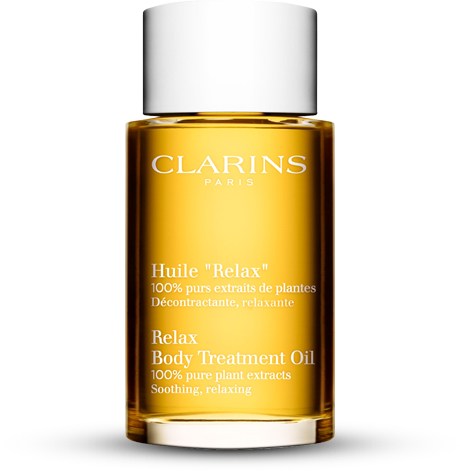 CLARINS
PARIS
Huile "Relax"
100% purs extraits de plantes
Décontractante, relaxante
Relax
Body Treatment Oil
100% pure plant extracts
Soothing, relaxing